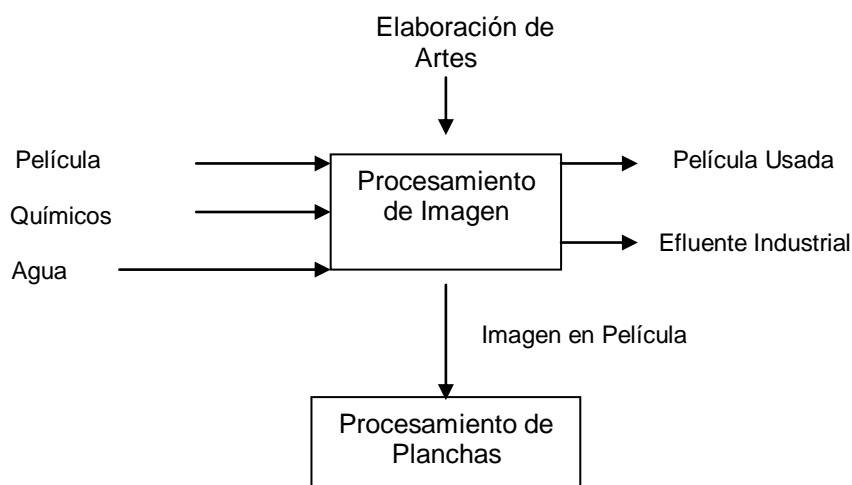 Elaboración de
Artes
Película
Químicos
Agua
Procesamiento
de Imagen
Película Usada
Efluente Industrial
Imagen en Película
Procesamiento de
Planchas